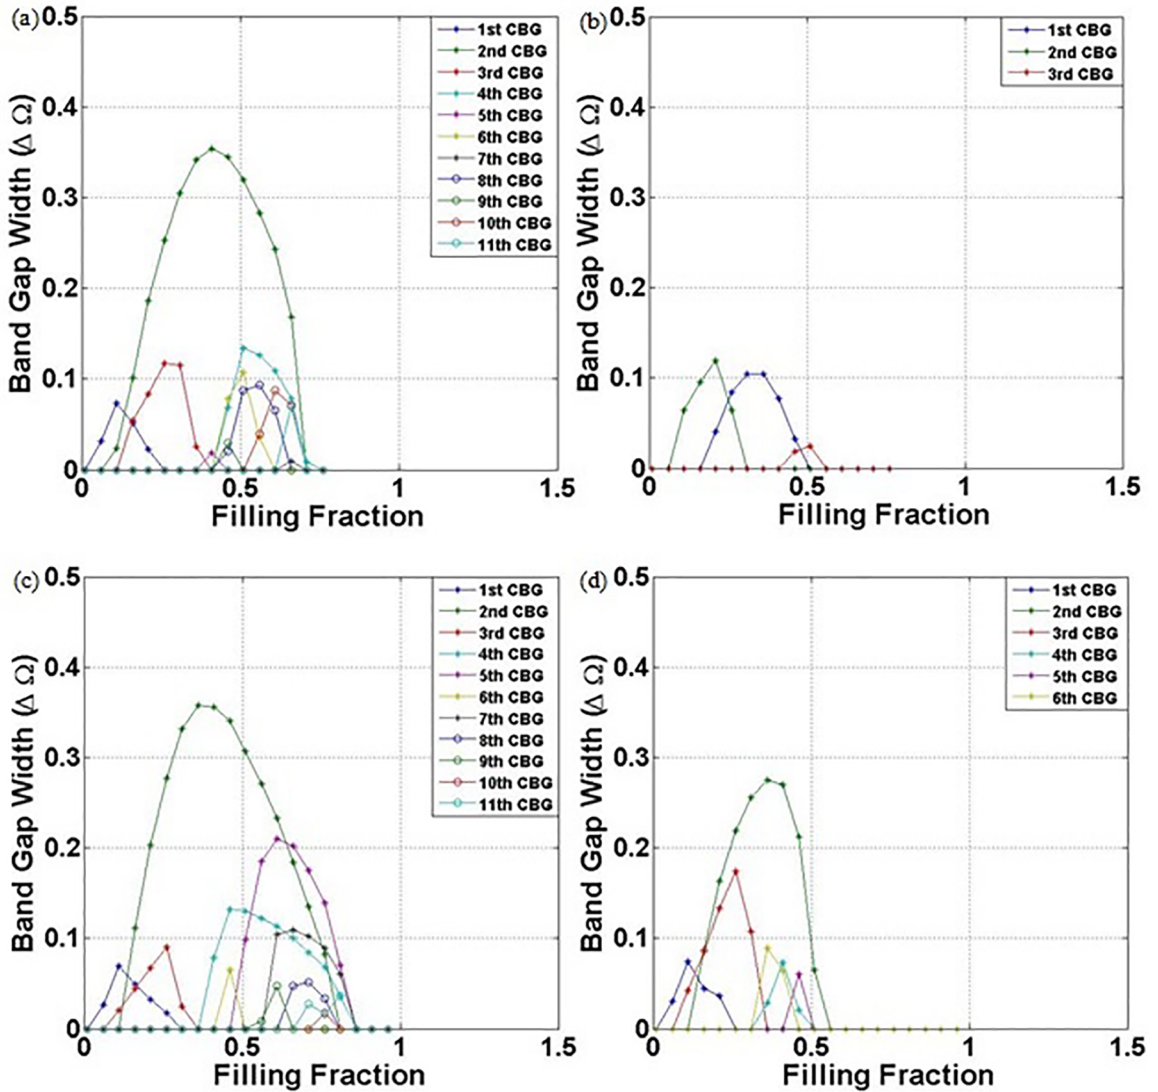 (a)
0.5
0.4
0.3
0.2
0.1
0
Band Gap Width (Δ Ω)
1st CBG
2nd CBG
3rd CBG
4th CBG
5th CBG
6th CBG
7th CBG
8th CBG
9th CBG
10th CBG
11th CBG
0 0.5 1 1.5
Filling Fraction
(b)
0.5
0.4
0.3
0.2
0.1
0
Band Gap Width (Δ Ω)
1st CBG
2nd CBG
3rd CBG
0 0.5 1 1.5
Filling Fraction
(c)
0.5
0.4
0.3
0.2
0.1
0
Band Gap Width (Δ Ω)
1st CBG
2nd CBG
3rd CBG
4th CBG
5th CBG
6th CBG
7th CBG
8th CBG
9th CBG
10th CBG
11th CBG
0 0.5 1 1.5
Filling Fraction
(d)
0.5
0.4
0.3
0.2
0.1
0
Band Gap Width (Δ Ω)
1st CBG
2nd CBG
3rd CBG
4th CBG
5th CBG
6th CBG
0 0.5 1 1.5
Filling Fraction